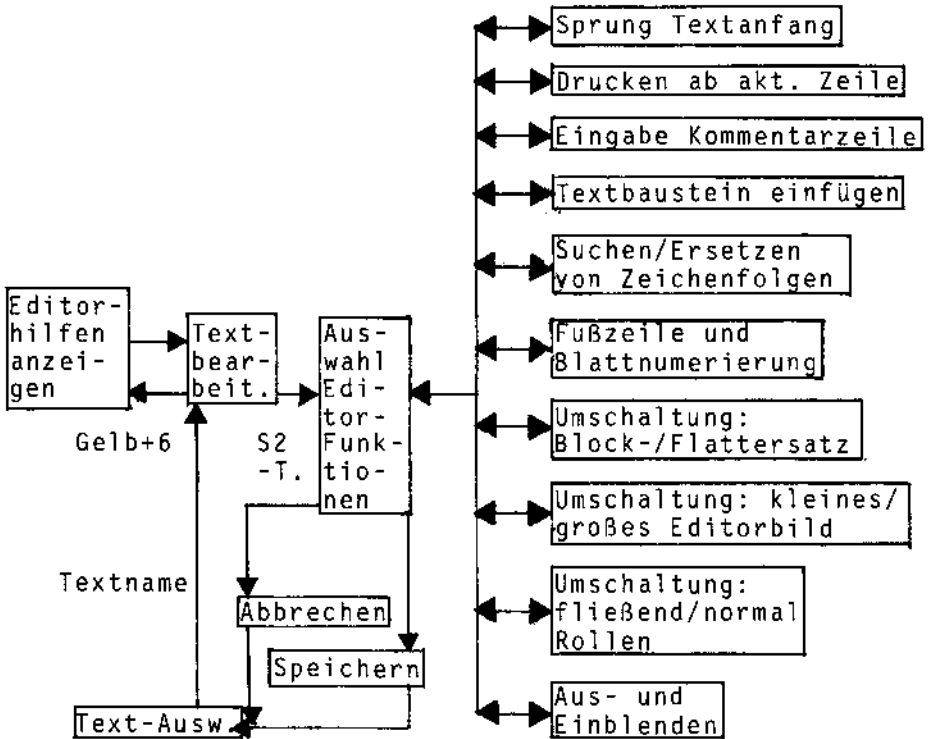 Sprung Textanfang
Drucken ab akt. Zeile
Eingabe Kommentarzeile
Textbaustein einfügen
Suchen/Ersetzen
von Zeichenfolgen
Fußzeile und
Blattnumerierung
Umschaltung:
Block-/Flattersatz
Umschaltung: kleines/
großes Editorbild
Umschaltung:
fließend/normal
Rollen
Aus- und
Einblenden
Editor-
hilfen
anzei-
gen
Text-
bear-
beit.
Aus-
wahl
Edi-
tor-
Funk-
tio-
nen
Gelb+6
S2
-T.
Textname
Abbrechen
Speichern
Text-Ausw.